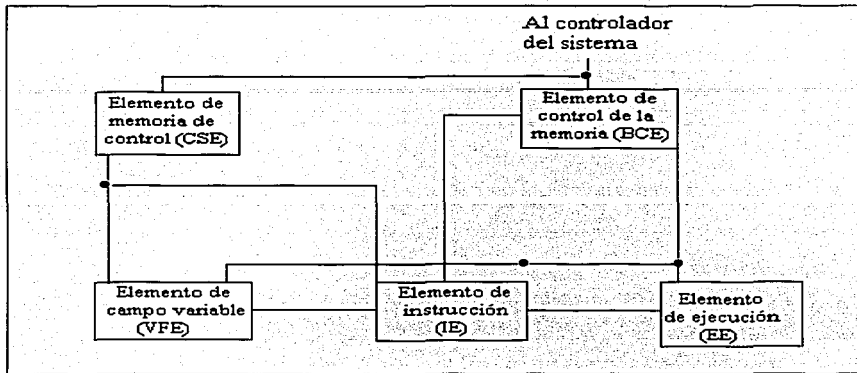 Al controlador
del sistema
Elemento de
memoria de
control (CSE)
Elemento de
control de la
memoria (BCE)
Elemento de
campo variable
(VFE)
Elemento de
instrucción
(IE)
Elemento
de ejecución
(EE)